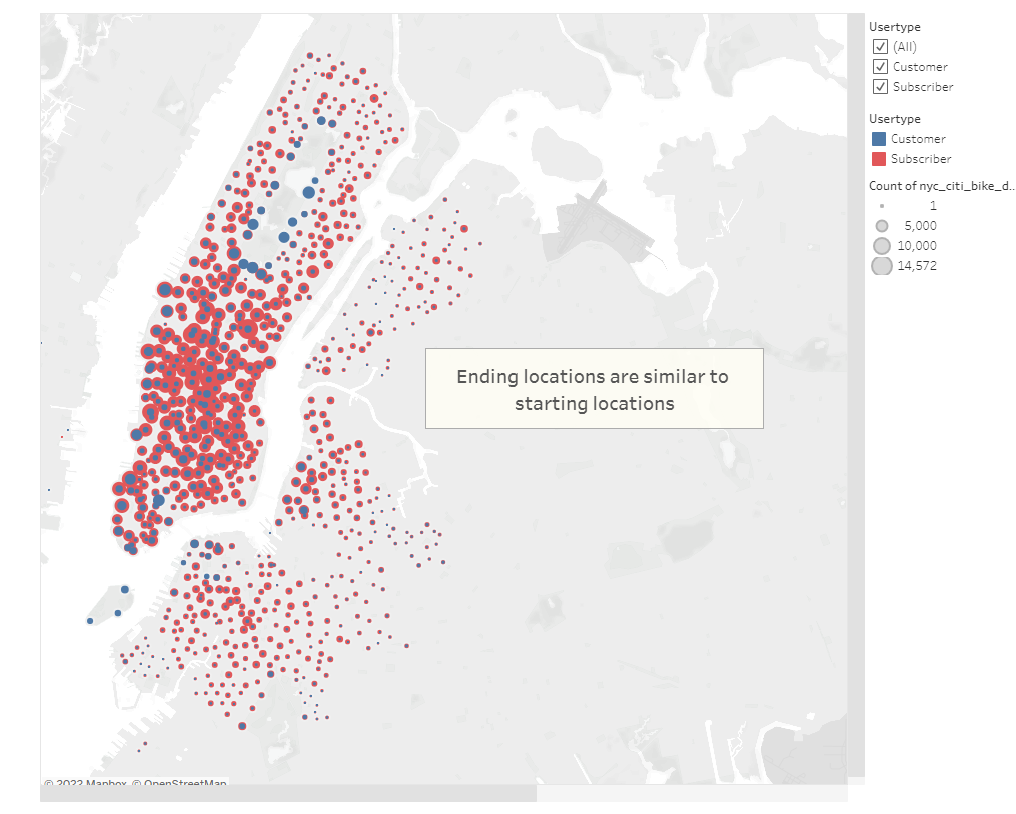 Usertype
(All)
Customer
Subscriber
Usertype
Customer
Subscriber
Count of nyc_citi_bike_d..
1
5,000
10,000
14,572
Ending locations are similar to
starting locations
© 2022 Mapbox © OpenStreetMap